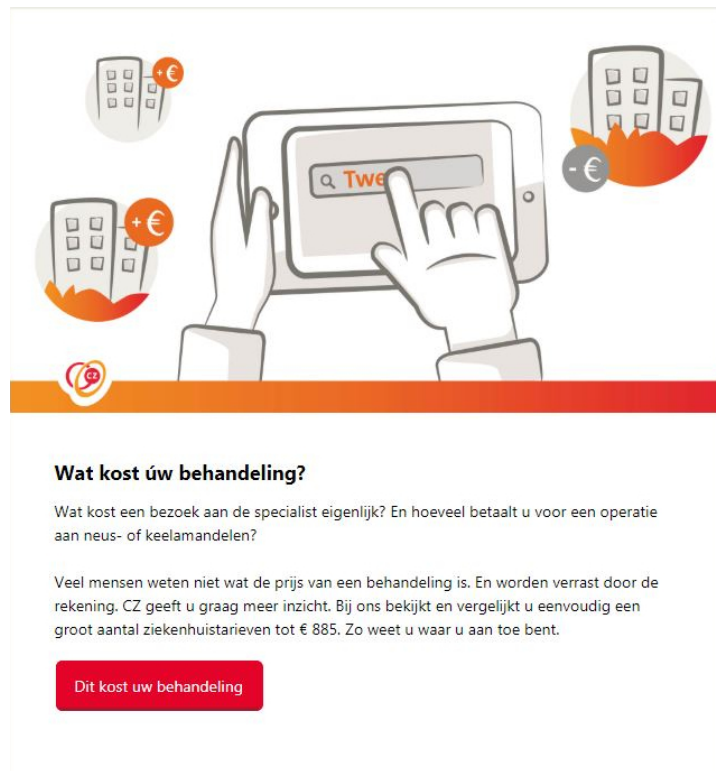 + €
- €
Twe
+ €
CZ
Wat kost úw behandeling?
Wat kost een bezoek aan de specialist eigenlijk? En hoeveel betaalt u voor een operatie
aan neus- of keelamandelen?
Veel mensen weten niet wat de prijs van een behandeling is. En worden verrast door de
rekening. CZ geeft u graag meer inzicht. Bij ons bekijkt en vergelijkt u eenvoudig een
groot aantal ziekenhuistarieven tot € 885. Zo weet u waar u aan toe bent.
Dit kost uw behandeling